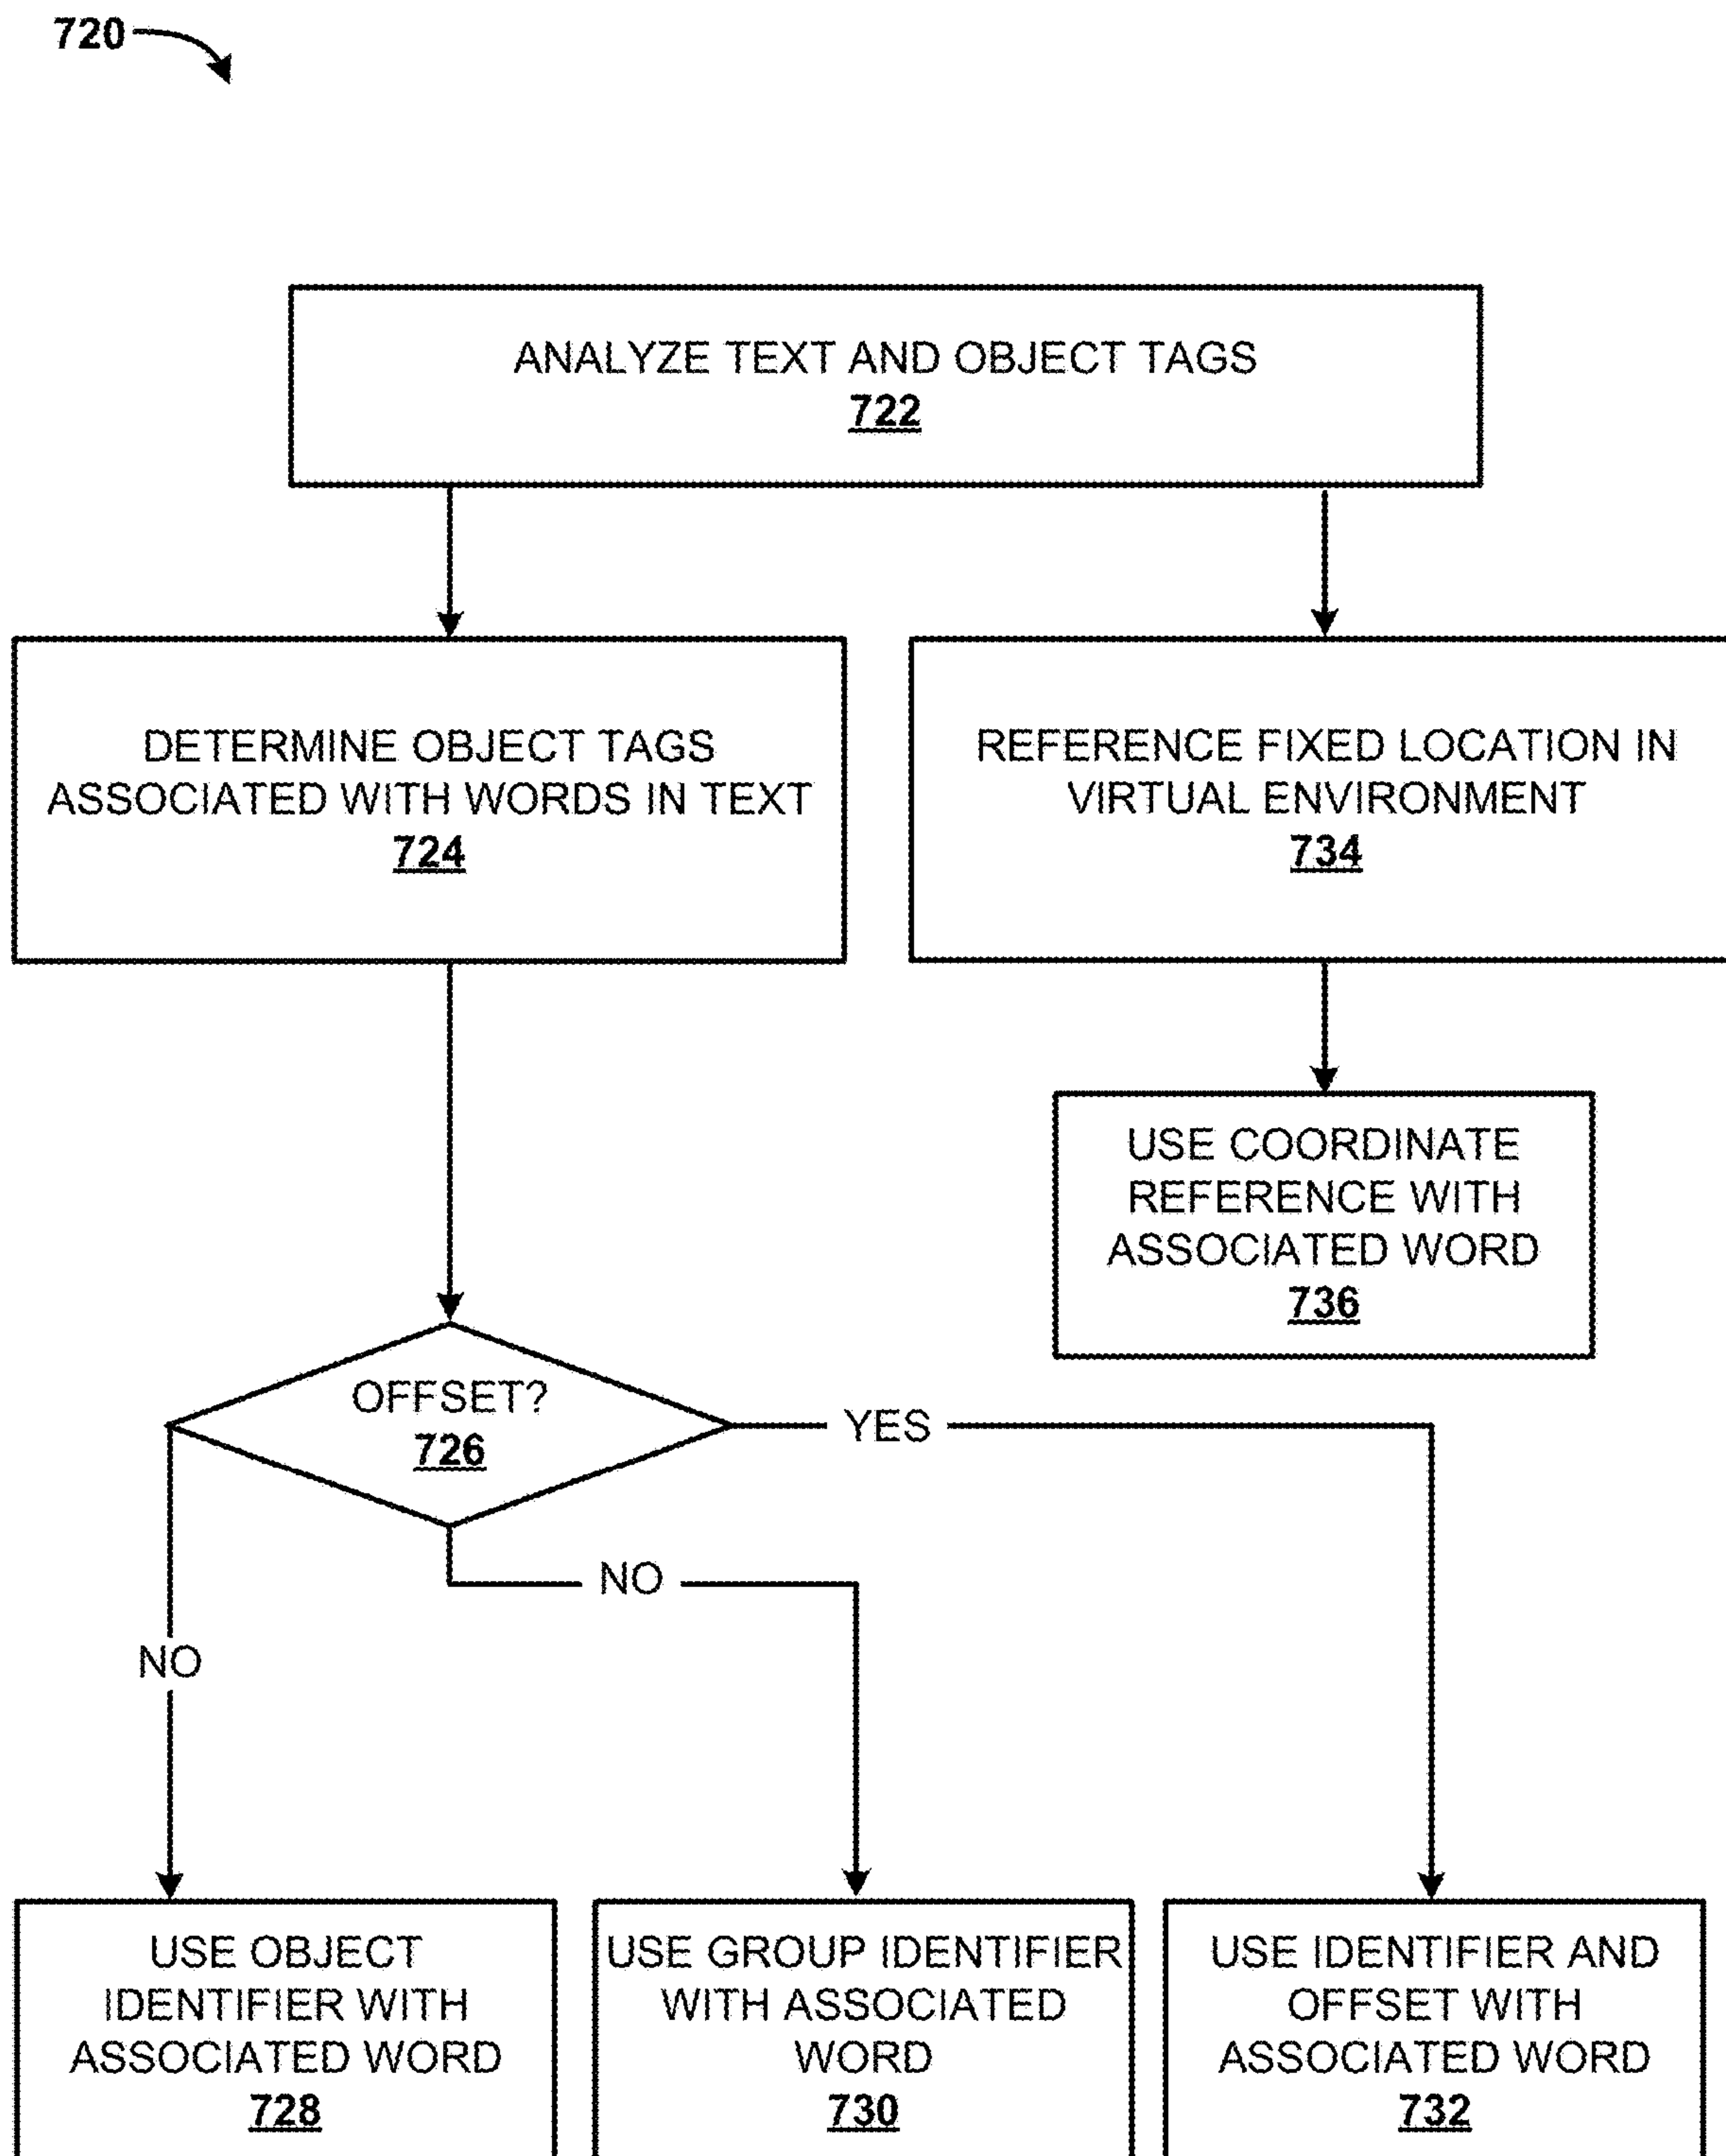 720
ANALYZE TEXT AND OBJECT TAGS
722
DETERMINE OBJECT TAGS
ASSOCIATED WITH WORDS IN TEXT
724
REFERENCE FIXED LOCATION IN
VIRTUAL ENVIRONMENT
734
USE COORDINATE
REFERENCE WITH
ASSOCIATED WORD
736
OFFSET?
726
YES
NO
NO
USE OBJECT
IDENTIFIER WITH
ASSOCIATED WORD
728
USE GROUP IDENTIFIER
WITH ASSOCIATED
WORD
730
USE IDENTIFIER AND
OFFSET WITH
ASSOCIATED WORD
732